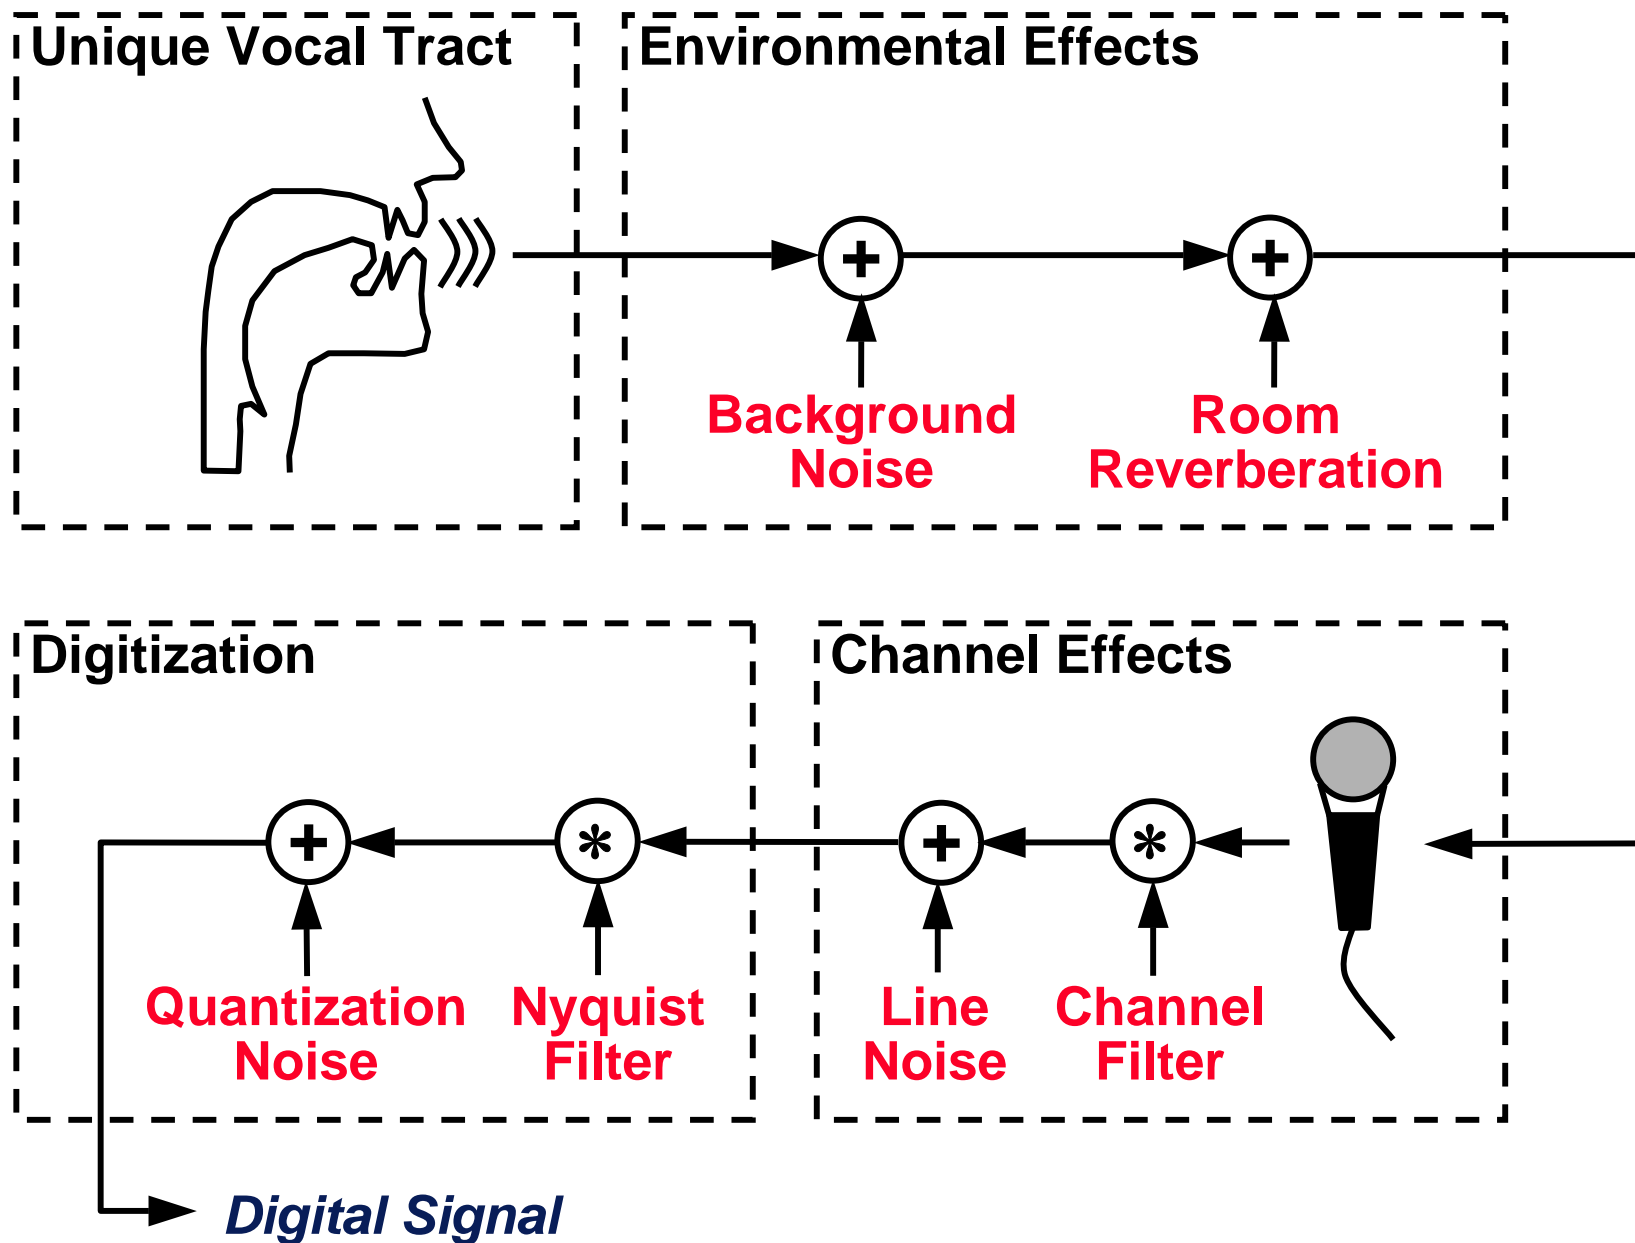 Unique Vocal Tract
Environmental Effects
+
+
Background
Noise
Room
Reverberation
Digitization
Channel Effects
+
*
+
*
Quantization
Noise
Nyquist
Filter
Line
Noise
Channel
Filter
Digital Signal